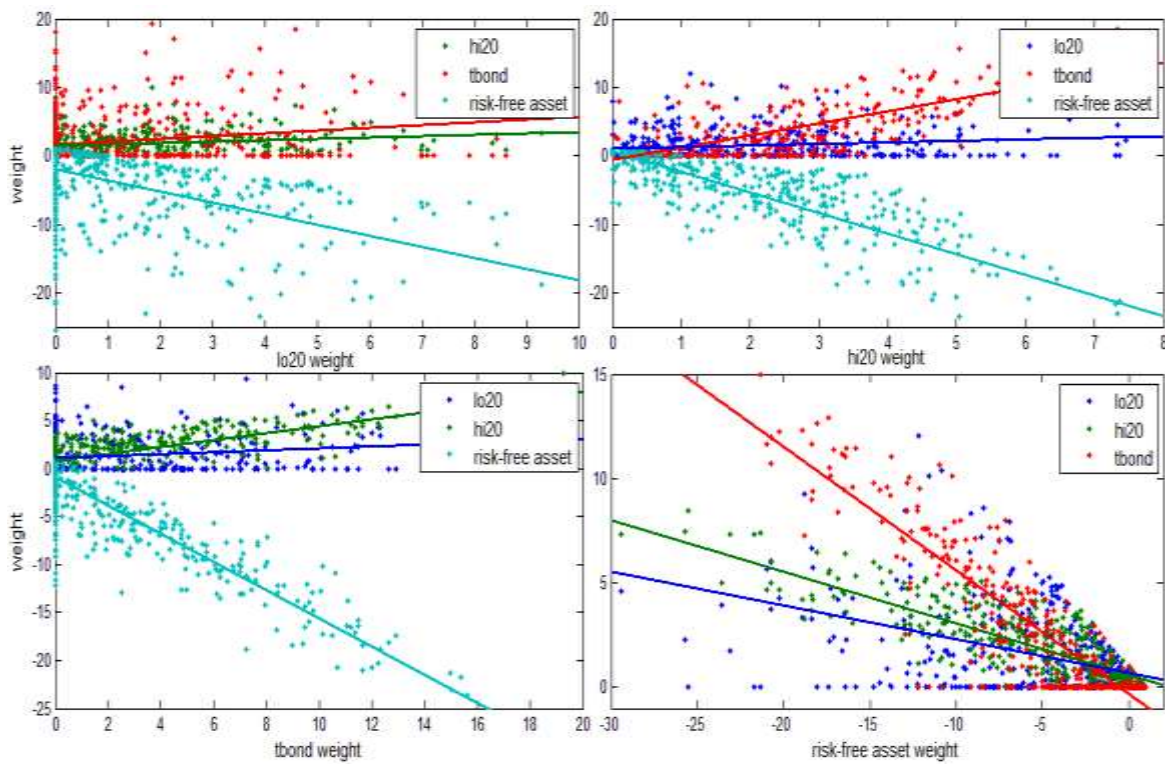 20
10
0
-10
-20
weight
0 1 2 3 4 5 6 7 8 9 10
lo20 weight
hi20
tbond
risk-free asset
20
10
0
-10
-20
0 1 2 3 4 5 6 7 8
hi20 weight
lo20
tbond
risk-free asset
10
5
0
-5
-10
-15
-20
-25
weight
0 2 4 6 8 10 12 14 16 18 20
tbond weight
lo20
hi20
risk-free asset
15
10
5
0
-30 -25 -20 -15 -10 -5 0
risk-free asset weight
lo20
hi20
tbond